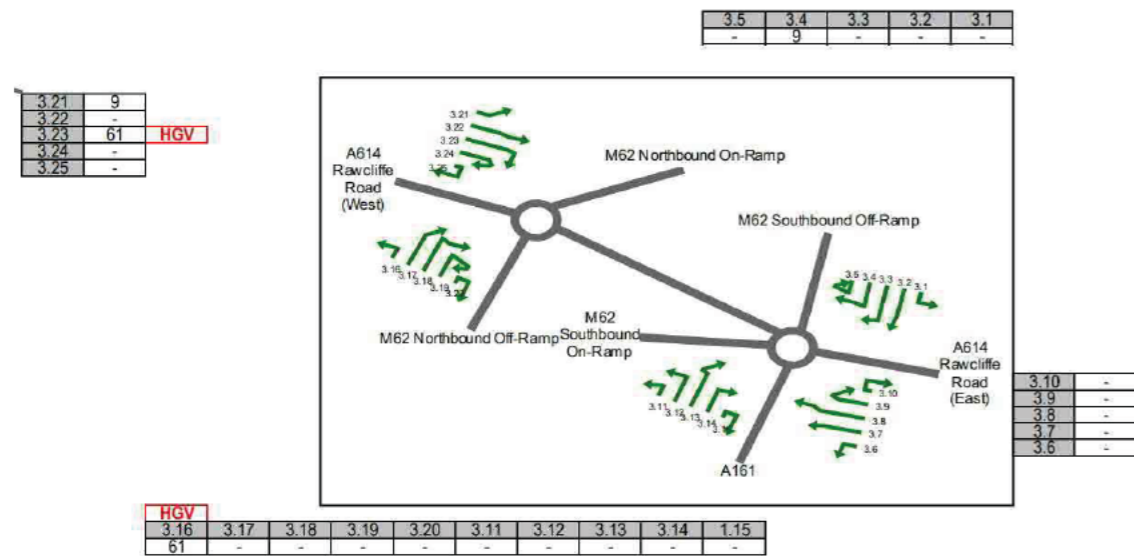 3.5 3.4 3.3 3.2 3.1
- 9 - - -
3.21 9
3.22 -
3.23 61 HGV
3.24 -
3.25 -
3.21
3.22
3.23
3.24
A614
Rawcliffe
Road
(West)
M62 Northbound On-Ramp
M62 Southbound Off-Ramp
3.16
3.17
3.18
3.19
3.5 3.4 3.3 3.2 3.1
M62 Northbound Off-Ramp
M62
Southbound
On-Ramp
A614
Rawcliffe
Road
(East)
3.11
3.12
3.13
3.14
3.10
3.9
3.8
3.7
3.6
A161
3.10 -
3.9 -
3.8 -
3.7 -
3.6 -
HGV
3.16 3.17 3.18 3.19 3.20 3.11 3.12 3.13 3.14 1.15
61 - - - - - - - - -